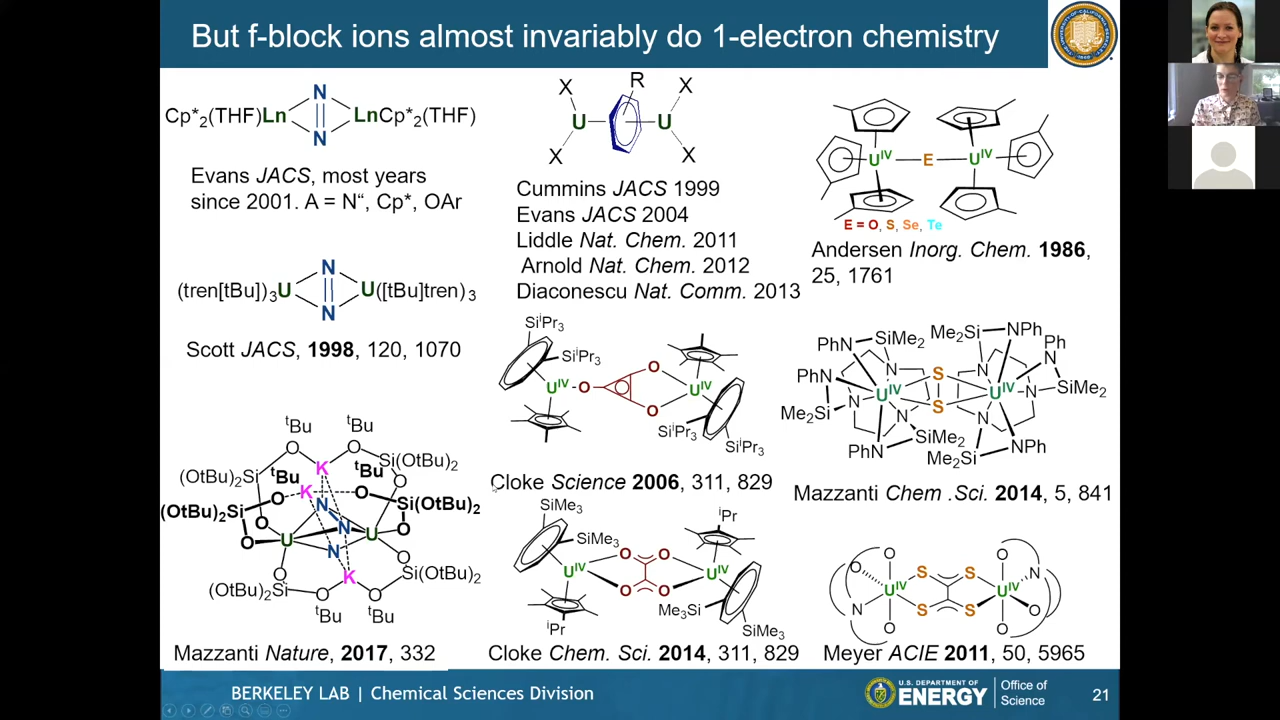 But f-block ions almost invariably do 1-electron chemistry
Cp*2(THF)Ln N N LnCp*2(THF)
Evans JACS, most years
since 2001. A = N“, Cp*, OAr
(tren[tBu])3U N N U([tBu]tren)3
Scott JACS, 1998, 120, 1070
tBu tBu
O K O
(OtBu)2Si tBu tBu Si(OtBu)2
O K O O
(OtBu)2Si N Si(OtBu)2
O U N U O
O N O
(OtBu)2Si K Si(OtBu)2
O O
tBu tBu
Mazzanti Nature, 2017, 332
X R X
U U
X X
Cummins JACS 1999
Evans JACS 2004
Liddle Nat. Chem. 2011
Arnold Nat. Chem. 2012
Diaconescu Nat. Comm. 2013
SiiPr3
SiiPr3 O
UIV O UIV
O
SiiPr3
SiiPr3
Cloke Science 2006, 311, 829
SiMe3 iPr
SiMe3 O O
UIV UIV
O O
Me3Si
iPr SiMe3
Cloke Chem. Sci. 2014, 311, 829
UIV E UIV
E = O, S, Se, Te
Andersen Inorg. Chem. 1986,
25, 1761
SiMe2 Me2Si NPh
PhN N N PhN
PhN S SiMe2
UIV UIV
Me2Si N S N
N N
PhN SiMe2 Me2Si NPh
Mazzanti Chem .Sci. 2014, 5, 841
O O
O S S N
UIV UIV
N S S O
O O
Meyer ACIE 2011, 50, 5965
BERKELEY LAB | Chemical Sciences Division
U.S. DEPARTMENT OF
ENERGY
Office of
Science
21